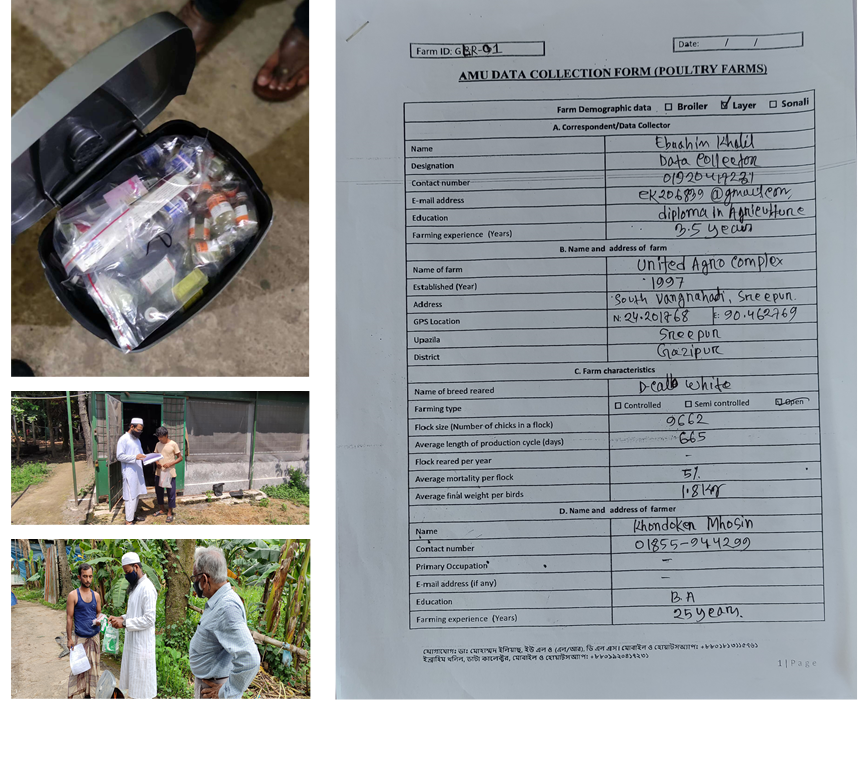 Farm ID: GBR-01
Date: / /
AMU DATA COLLECTION FORM (POULTRY FARMS)
Farm Demographic data ☐ Broiler ☑ Layer ☐ Sonali
A. Correspondent/Data Collector
Name Ebrahim Khalil
Designation Data Collector
Contact number
E-mail address ek206839@gmail.com,
Education diploma in Agriculture
Farming experience (Years) 3.5 years
B. Name and address of farm
Name of farm United Agro Complex
Established (Year) 1997
Address South Vangnahati, Sreepur.
GPS Location N: 24.201768 E: 90.462769
Upazila Sreepur
District Gazipur
C. Farm characteristics
Name of breed reared D-calb White
Farming type ☐ Controlled ☐ Semi controlled ☑ Open
Flock size (Number of chicks in a flock) 9662
Average length of production cycle (days) 665
Flock reared per year -
Average mortality per flock 5%
Average final weight per birds 1.8 kg
D. Name and address of farmer
Name Khondoker Mhosin
Contact number 01855-944299
Primary Occupation -
E-mail address (if any) -
Education B.A
Farming experience (Years) 25 years.
যোগাযোগঃ ডাঃ মোহাম্মদ ইলিয়াছ, ইউ এল ও (এল/আর), ডি এল এস। মোবাইল ও হোয়াটসঅ্যাপঃ
ইব্রাহিম খলিল, ডাটা কালেক্টর, মোবাইল ও হোয়াটসঅ্যাপঃ +৮৮০১৯২০৪১৭২৩১
1 | Page